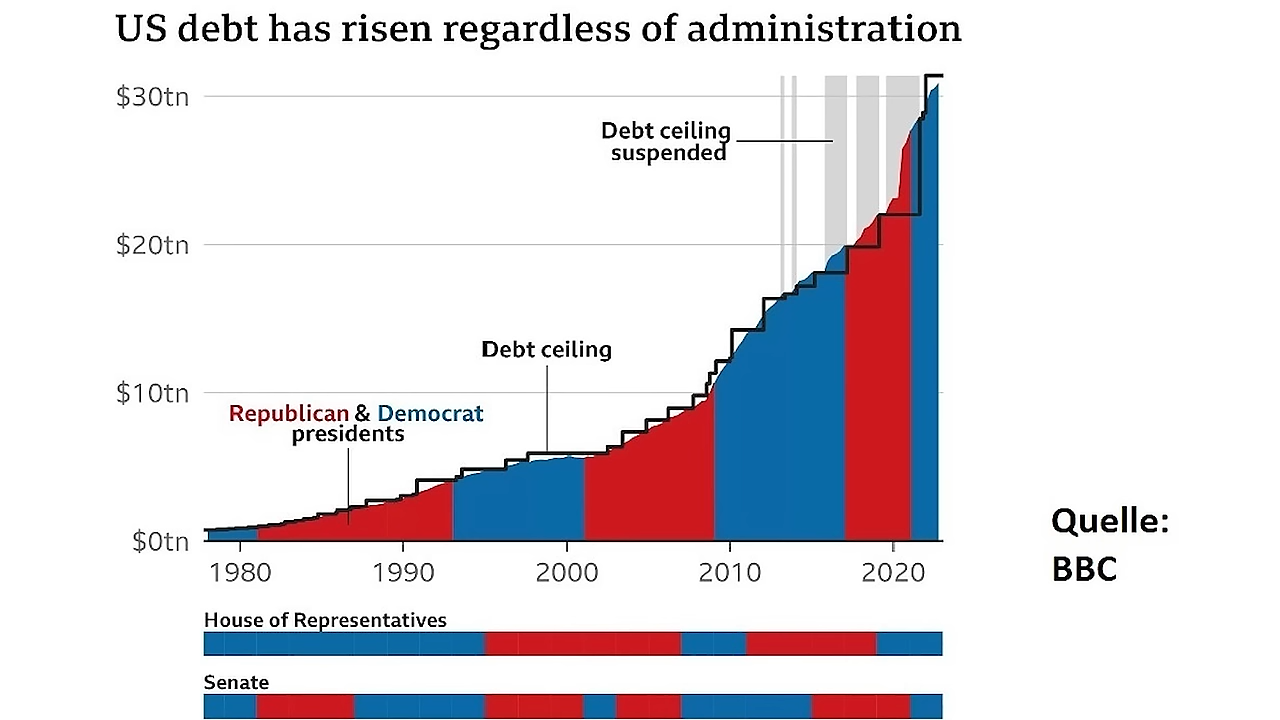 US debt has risen regardless of administration
$30tn
Debt ceiling
suspended
$20tn
Debt ceiling
$10tn
Republican & Democrat
presidents
$0tn
1980 1990 2000 2010 2020
Quelle:
BBC
House of Representatives
Senate